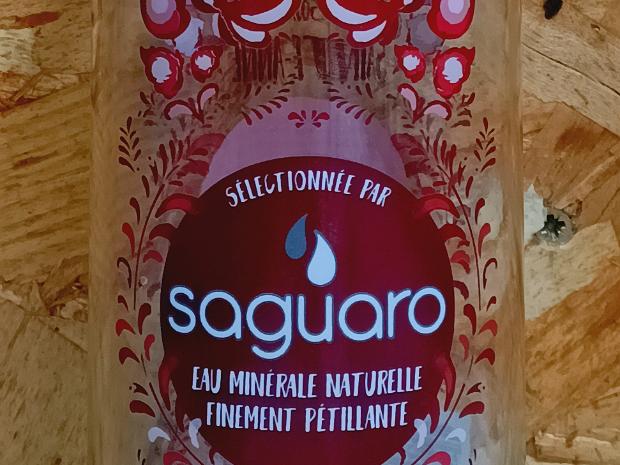 SÉLECTIONNÉE PAR
saguaro
EAU MINÉRALE NATURELLE
FINEMENT PÉTILLANTE